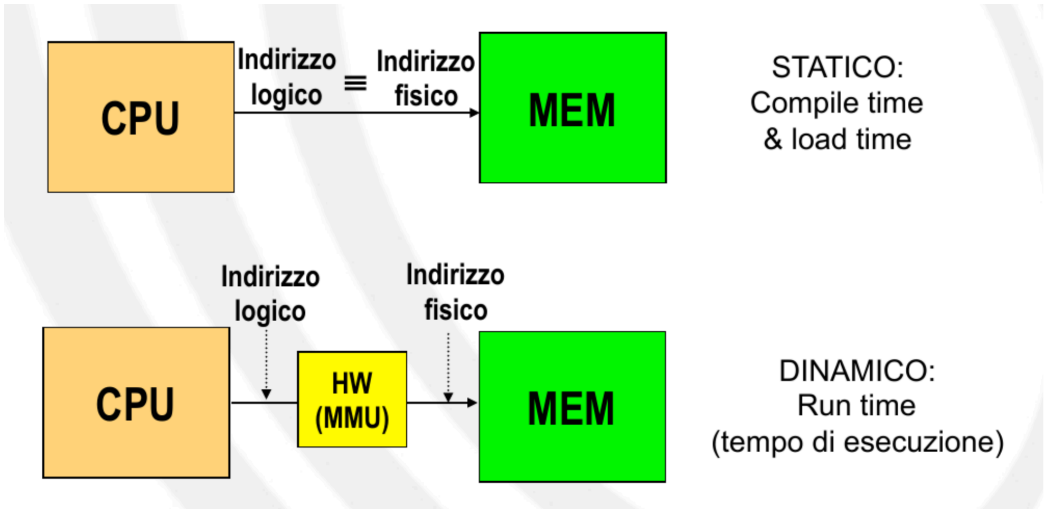 CPU
Indirizzo logico ≡ Indirizzo fisico
MEM
STATICO:
Compile time
& load time
Indirizzo
logico
Indirizzo
fisico
CPU
HW
(MMU)
MEM
DINAMICO:
Run time
(tempo di esecuzione)